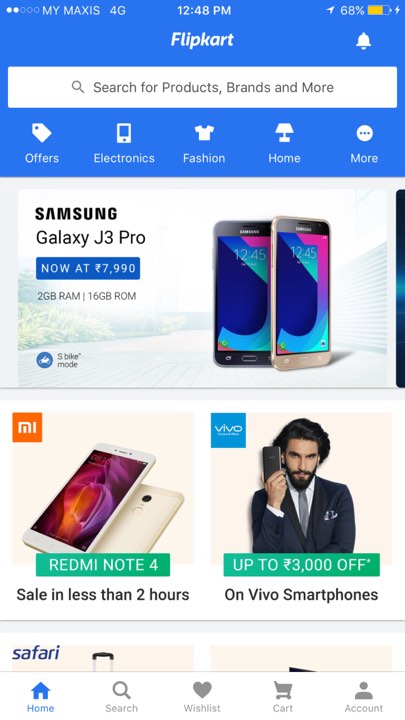 MY MAXIS 4G 12:48 PM 68%
Flipkart
Search for Products, Brands and More
Offers Electronics Fashion Home More
SAMSUNG
Galaxy J3 Pro
NOW AT ₹7,990
2GB RAM | 16GB ROM
S bike™
mode
SAMSUNG SAMSUNG
12:45 12:45
mi
vivo
REDMI NOTE 4
UP TO ₹3,000 OFF*
Sale in less than 2 hours
On Vivo Smartphones
safari
Home Search Wishlist Cart Account